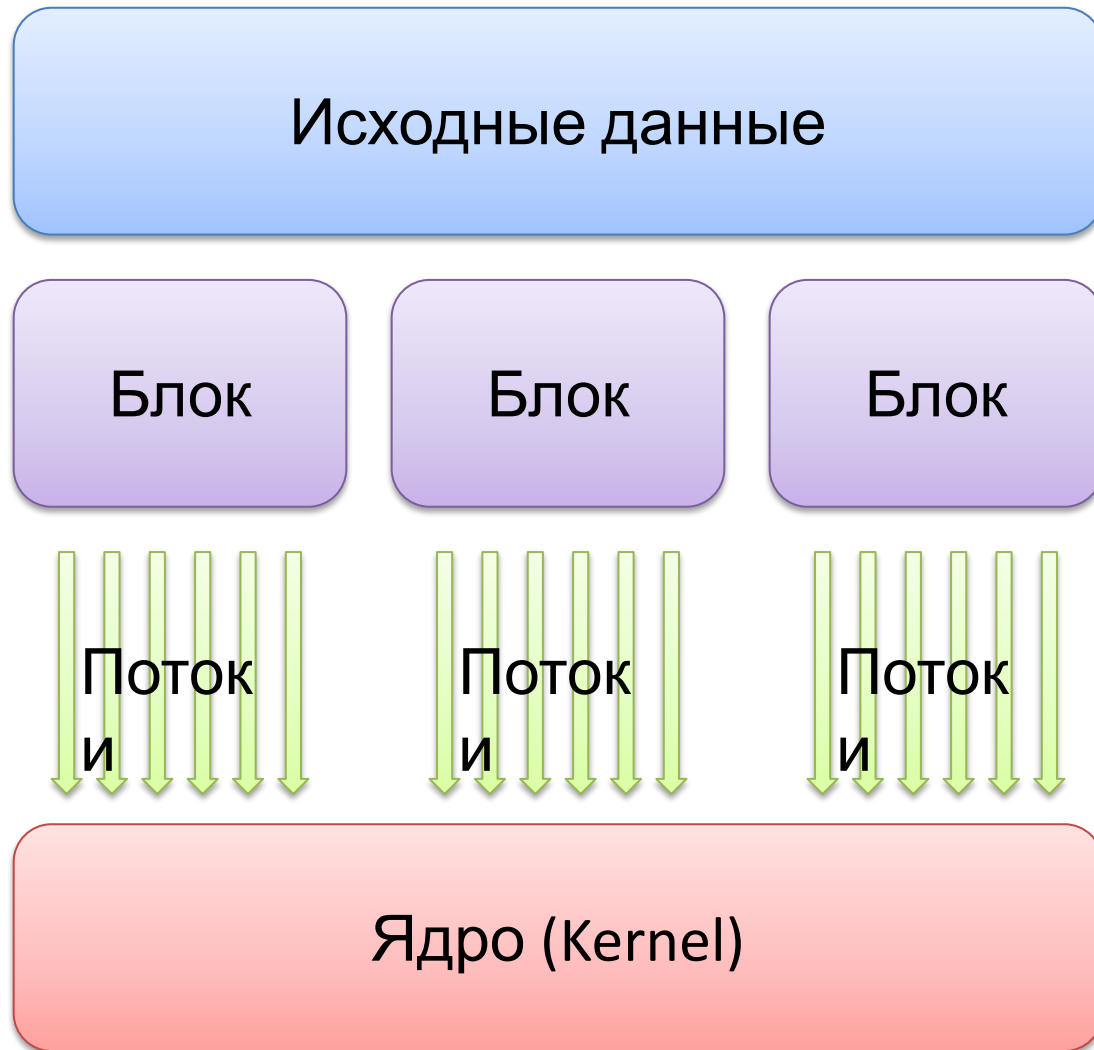 Исходные данные
Блок Блок Блок
Поток Поток Поток
и и и
Ядро (Kernel)